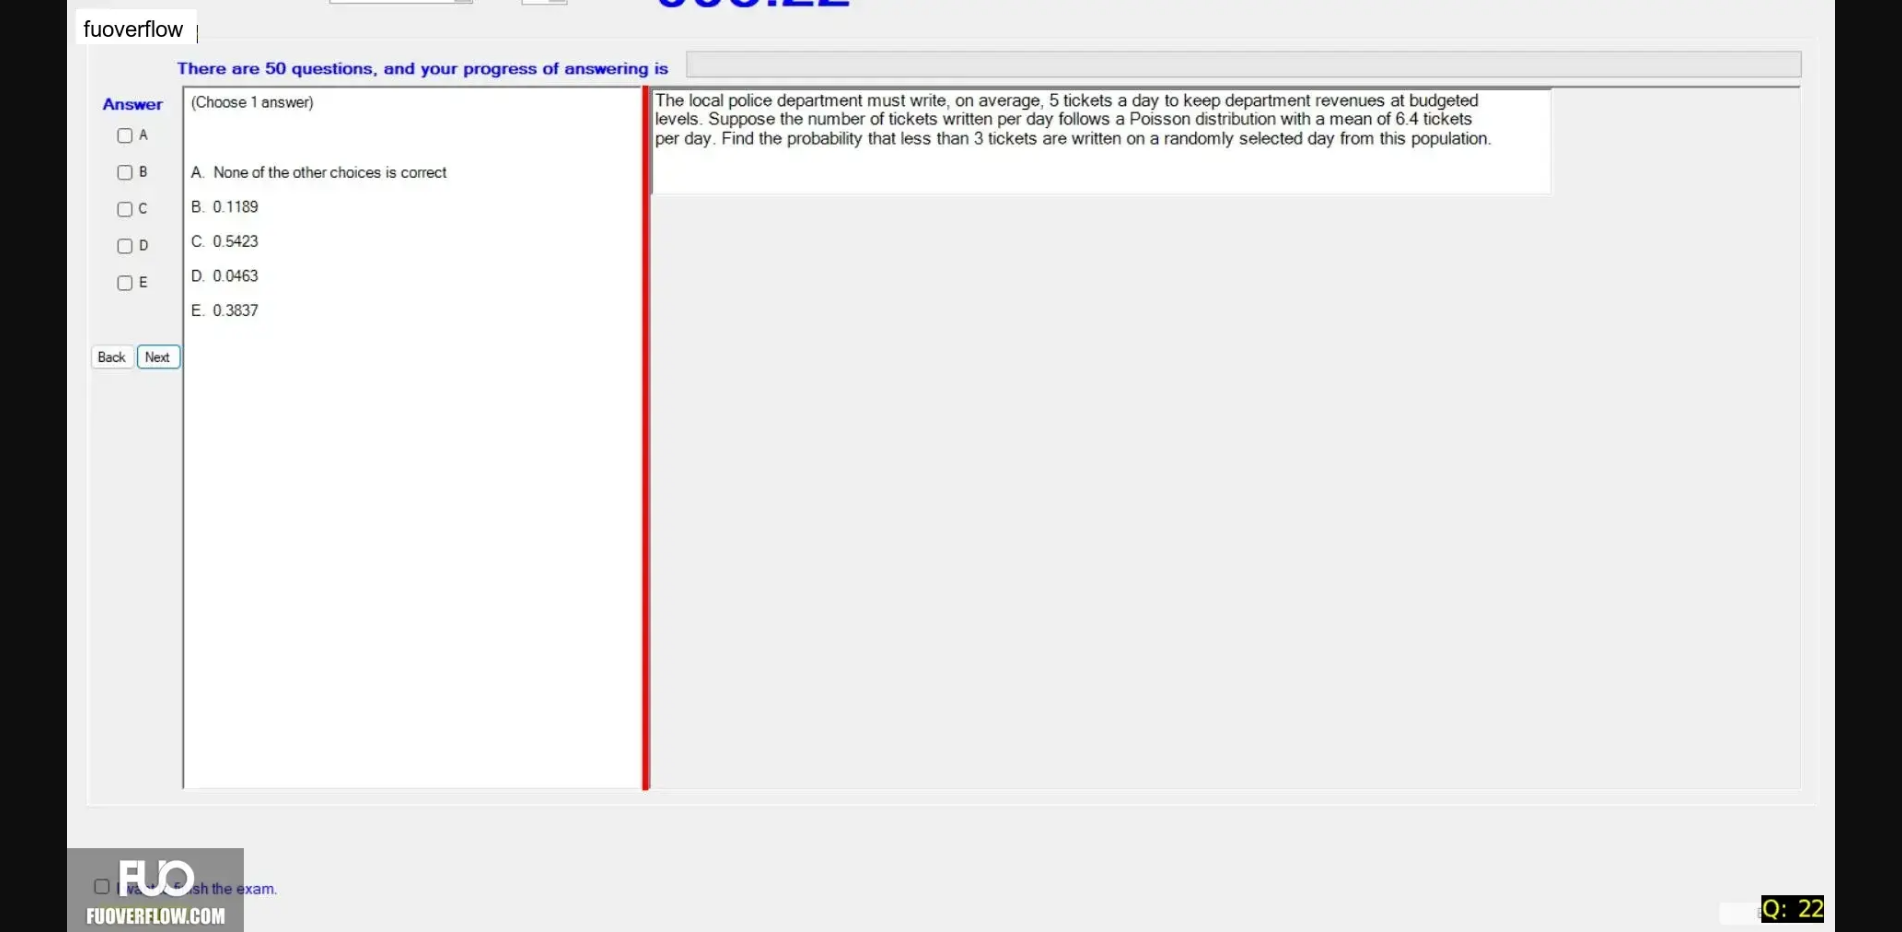 fuoverflow
There are 50 questions, and your progress of answering is
Answer
(Choose 1 answer)
The local police department must write, on average, 5 tickets a day to keep department revenues at budgeted
levels. Suppose the number of tickets written per day follows a Poisson distribution with a mean of 6.4 tickets
per day. Find the probability that less than 3 tickets are written on a randomly selected day from this population.
A
B
C
D
E
A. None of the other choices is correct
B. 0.1189
C. 0.5423
D. 0.0463
E. 0.3837
Back Next
FUO
sh the exam.
FUOVERFLOW.COM
Q: 22